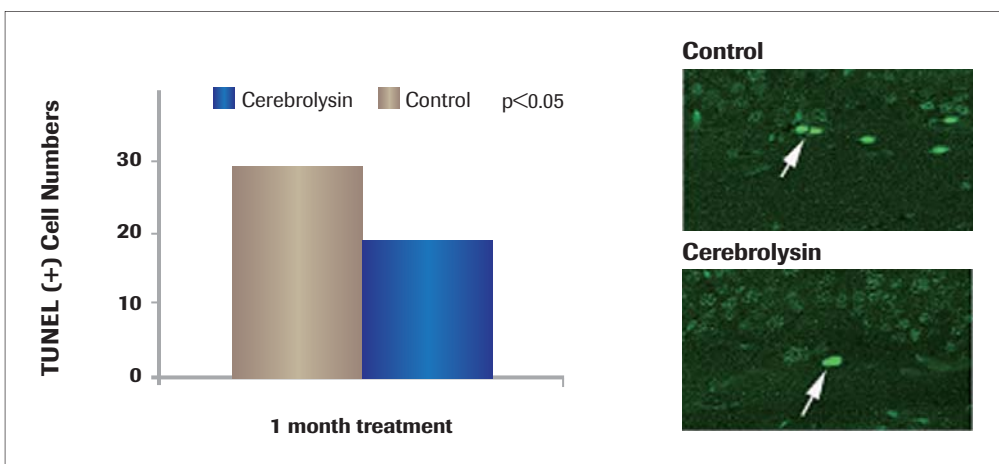 TUNEL (+) Cell Numbers
Cerebrolysin Control p<0.05
30
20
10
0
1 month treatment
Control
Cerebrolysin